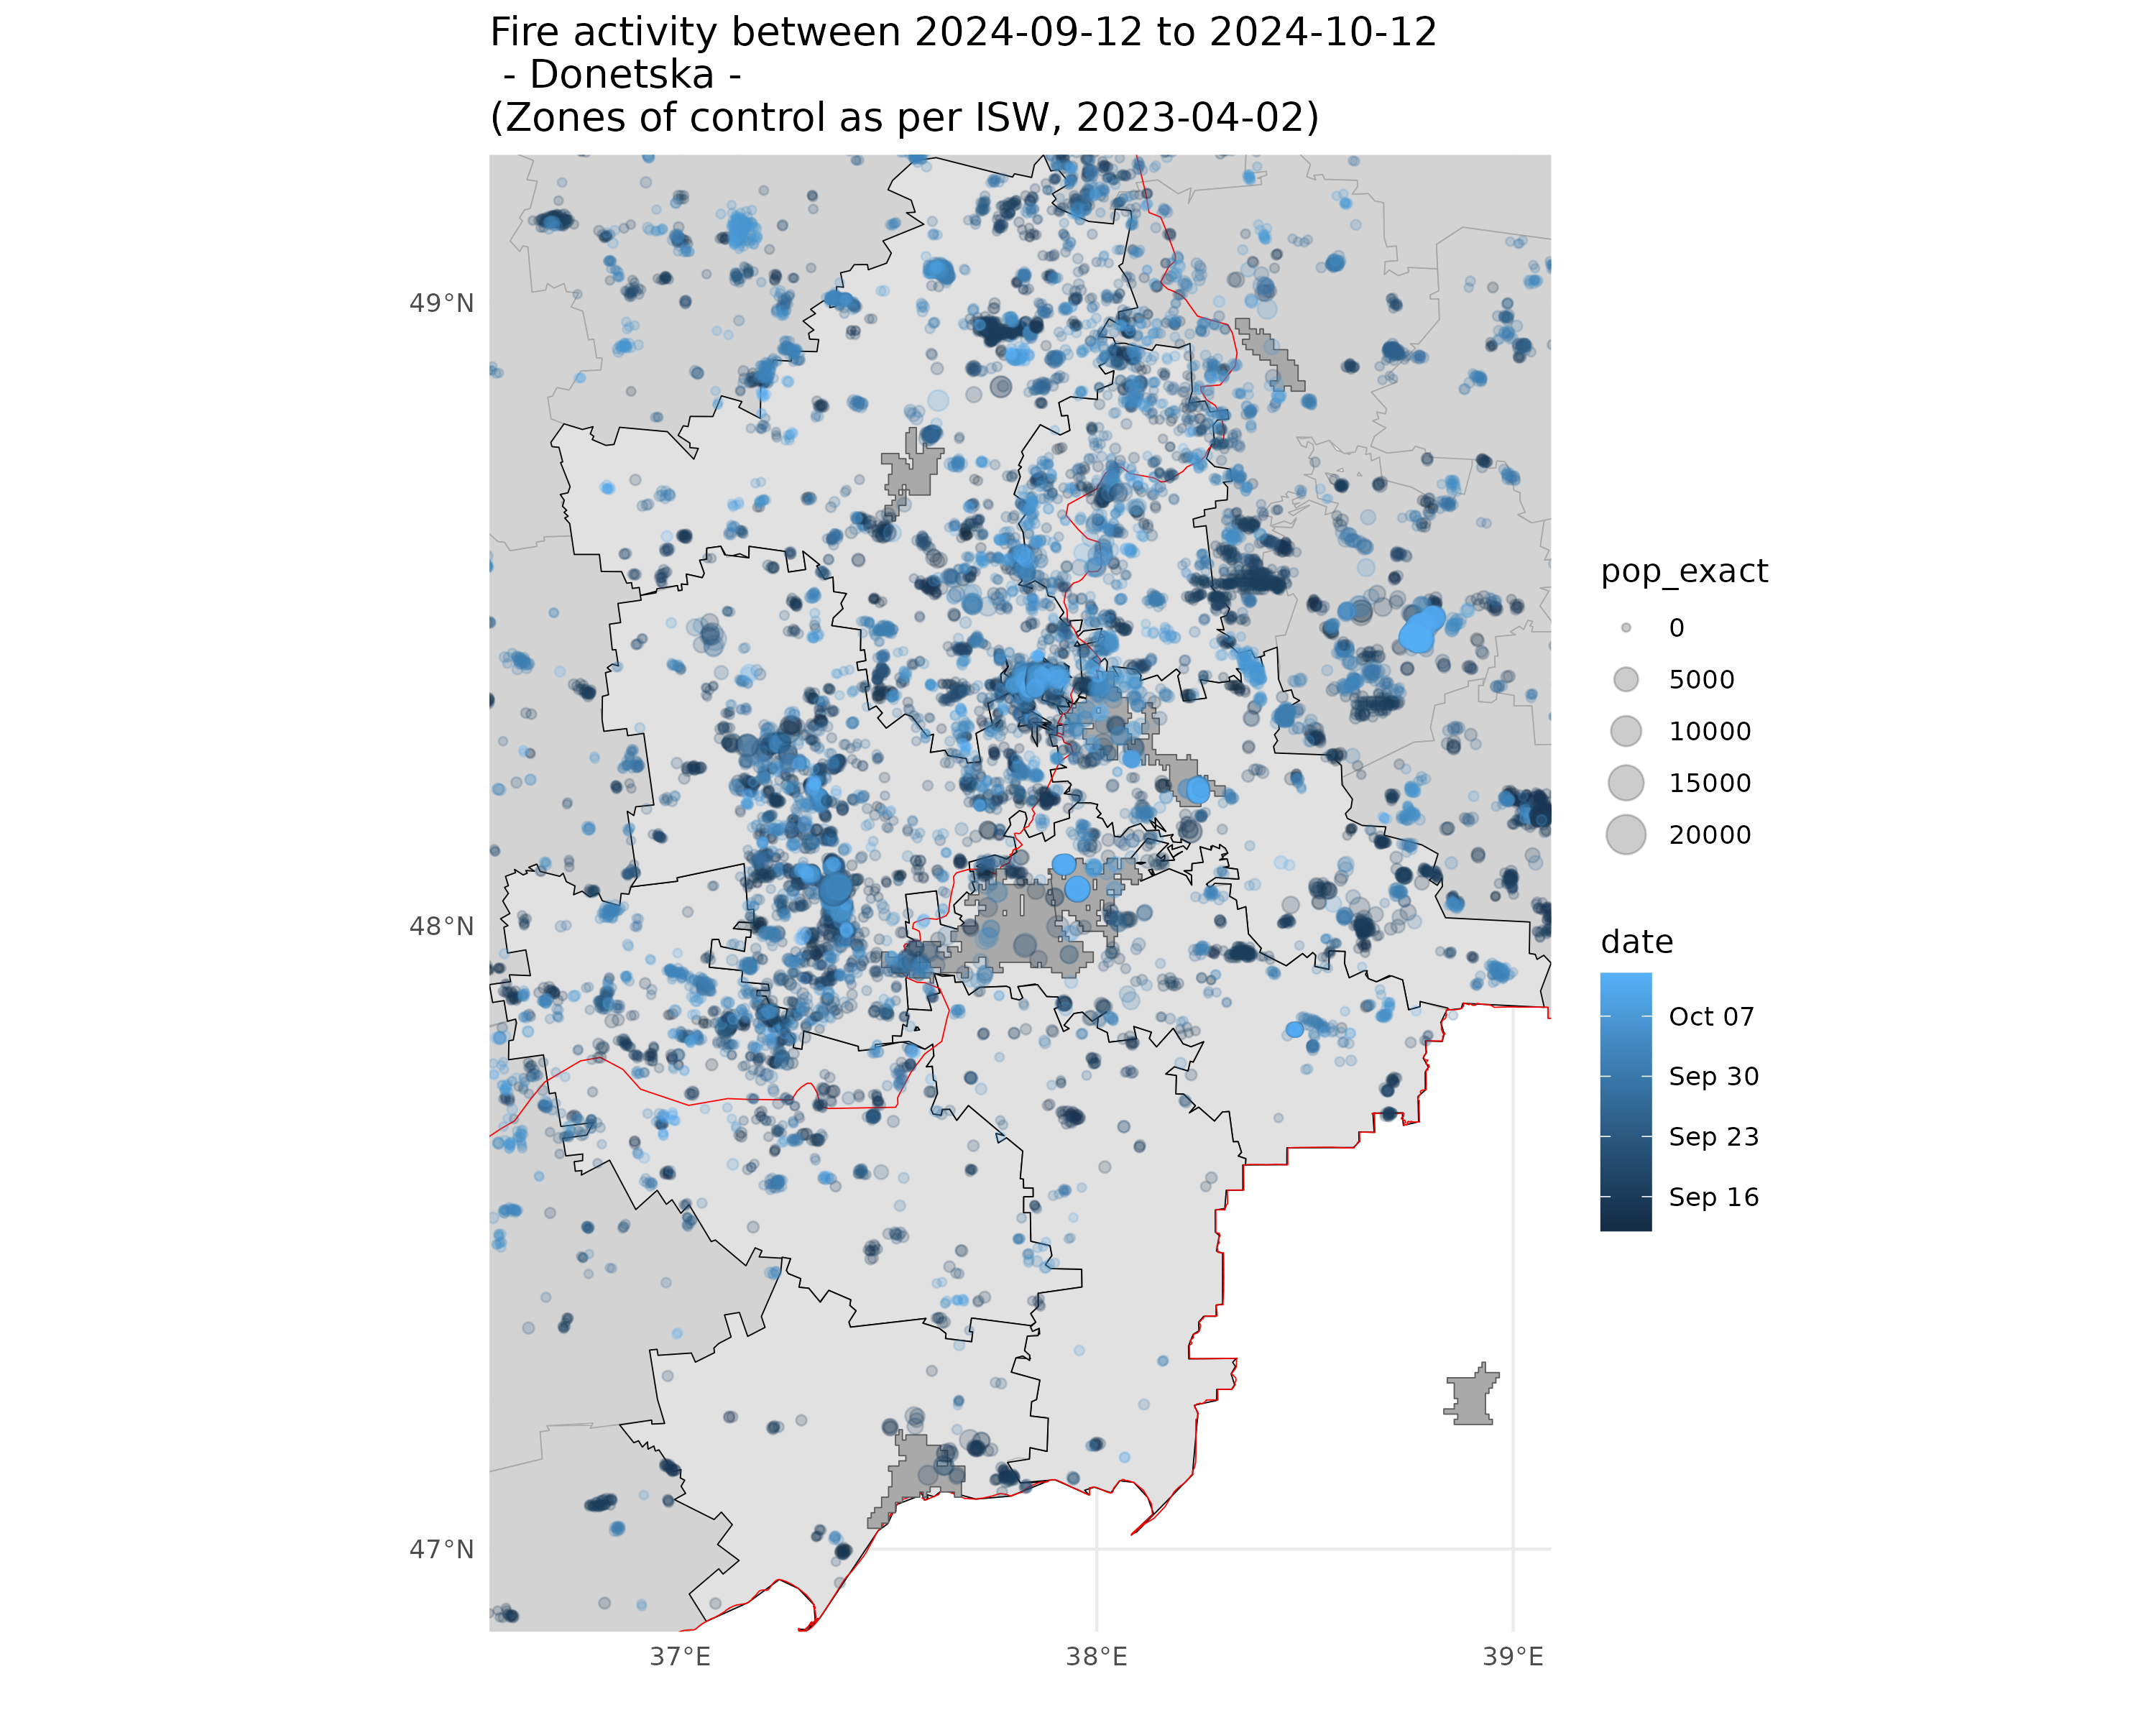 Fire activity between 2024-09-12 to 2024-10-12
- Donetska -
(Zones of control as per ISW, 2023-04-02)
49°N
48°N
47°N
37°E
38°E
39°E
pop_exact
0
5000
10000
15000
20000
date
Oct 07
Sep 30
Sep 23
Sep 16